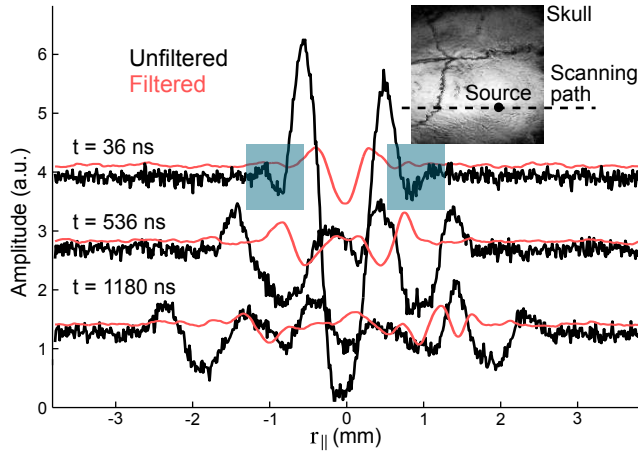 Unfiltered
Filtered
Skull
Scanning
path
Source
t = 36 ns
t = 536 ns
t = 1180 ns
Amplitude (a.u.)
6
5
4
3
2
1
0
-3
-2
-1
0
1
2
3
r|| (mm)